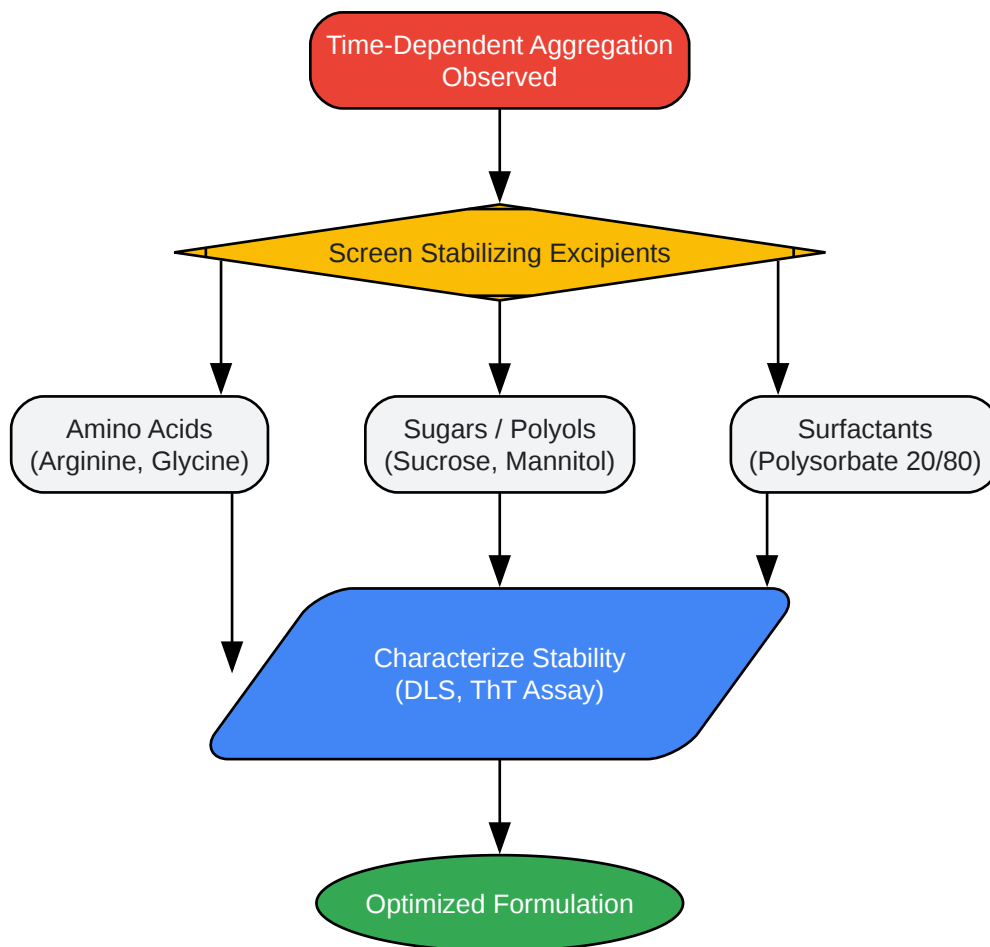 Time-Dependent Aggregation
Observed
Screen Stabilizing Excipients
Amino Acids
(Arginine, Glycine)
Sugars / Polyols
(Sucrose, Mannitol)
Surfactants
(Polysorbate 20/80)
Characterize Stability
(DLS, ThT Assay)
Optimized Formulation